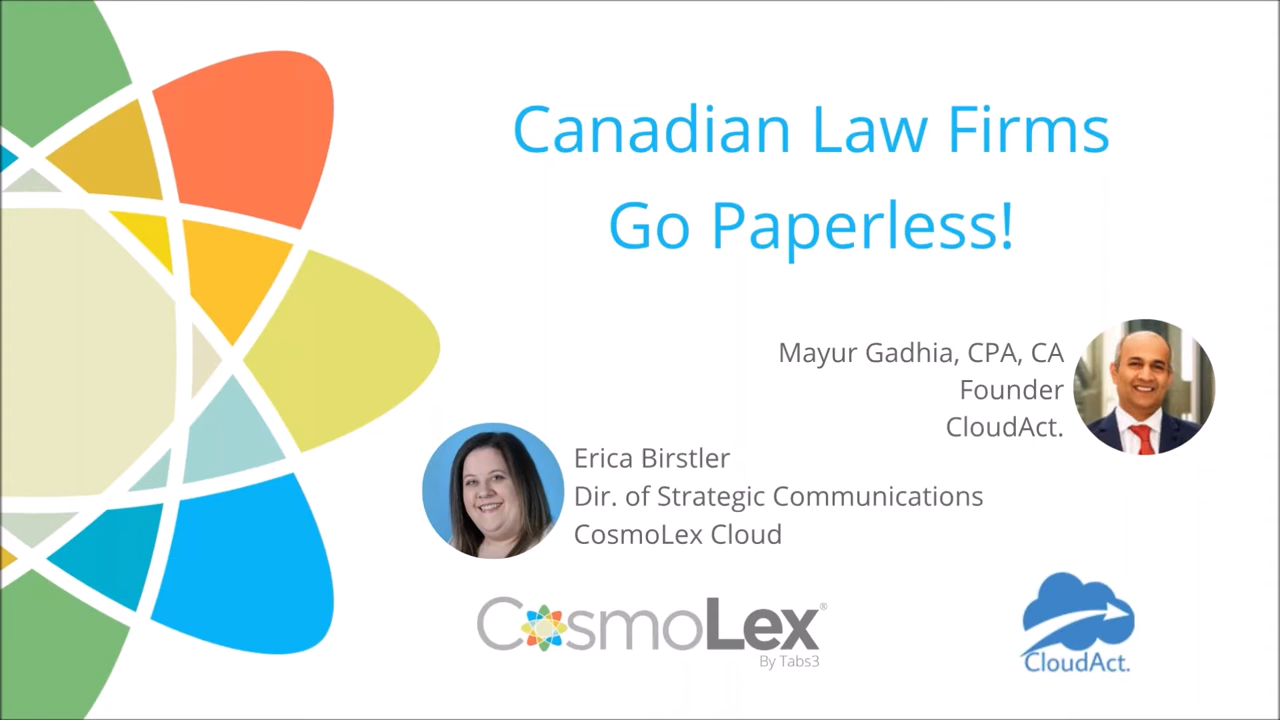 Canadian Law Firms
Go Paperless!
Mayur Gadhia, CPA, CA
Founder
CloudAct.
Erica Birstler
Dir. of Strategic Communications
CosmoLex Cloud
CosmoLex®
By Tabs3
CloudAct.